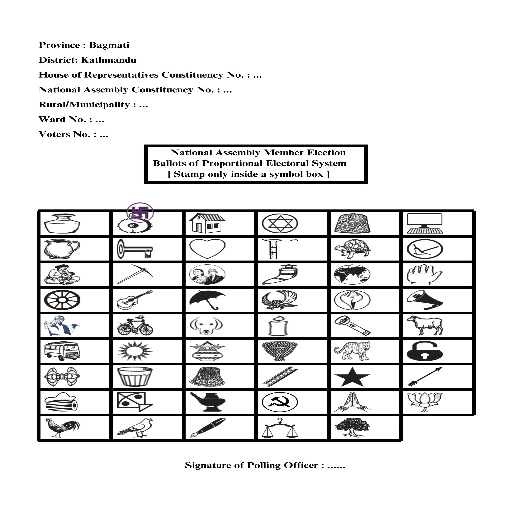 Province : Bagmati
District: Kathmandu
House of Representatives Constituency No. : ...
National Assembly Constituency No. : ...
Rural/Municipality : ...
Ward No. : ...
Voters No. : ...
National Assembly Member Election
Ballots of Proportional Electoral System
[ Stamp only inside a symbol box ]
Signature of Polling Officer : ......